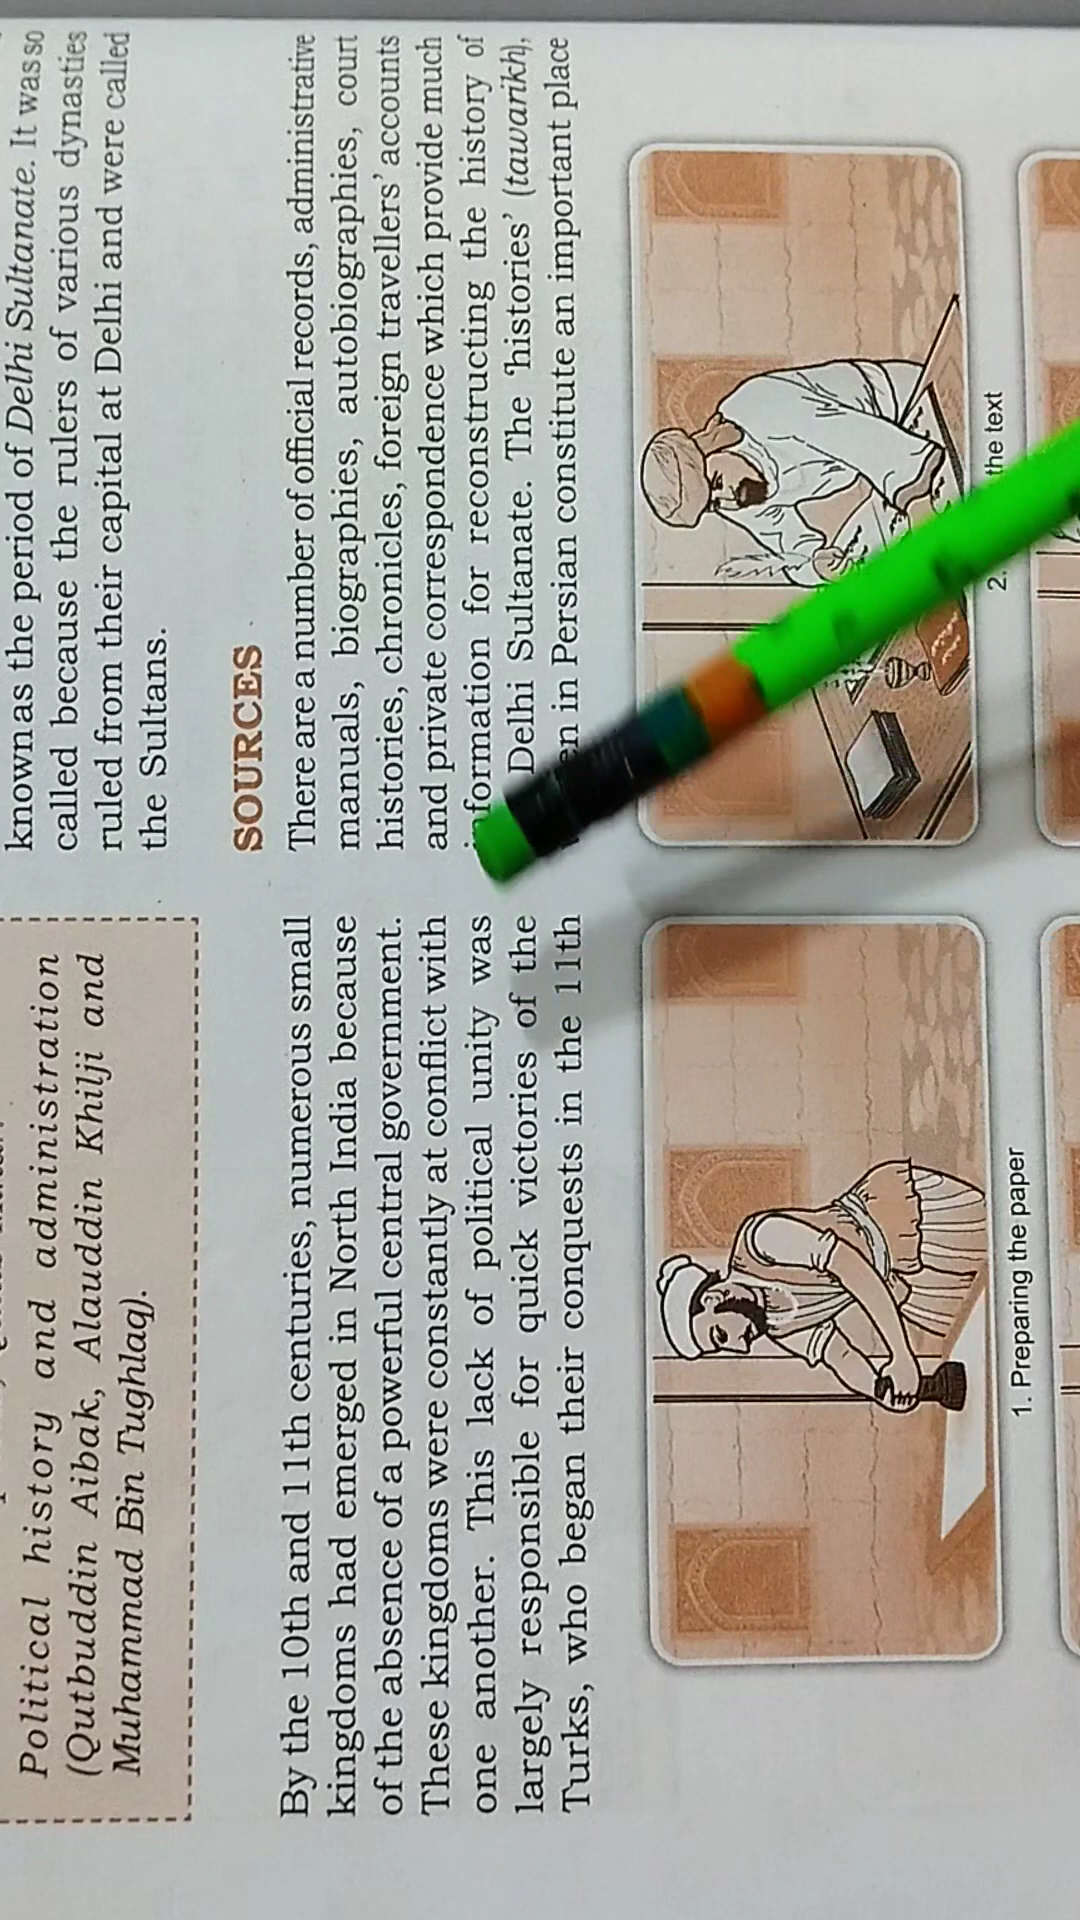 Political history and administration
(Qutbuddin Aibak, Alauddin Khilji and
Muhammad Bin Tughlaq).
By the 10th and 11th centuries, numerous small
kingdoms had emerged in North India because
of the absence of a powerful central government.
These kingdoms were constantly at conflict with
one another. This lack of political unity was
largely responsible for quick victories of the
Turks, who began their conquests in the 11th
known as the period of Delhi Sultanate. It was so
called because the rulers of various dynasties
ruled from their capital at Delhi and were called
the Sultans.
SOURCES
There are a number of official records, administrative
manuals, biographies, autobiographies, court
histories, chronicles, foreign travellers' accounts
and private correspondence which provide much
information for reconstructing the history of
Delhi Sultanate. The 'histories' (tawarikh),
in Persian constitute an important place
1. Preparing the paper
2. the text